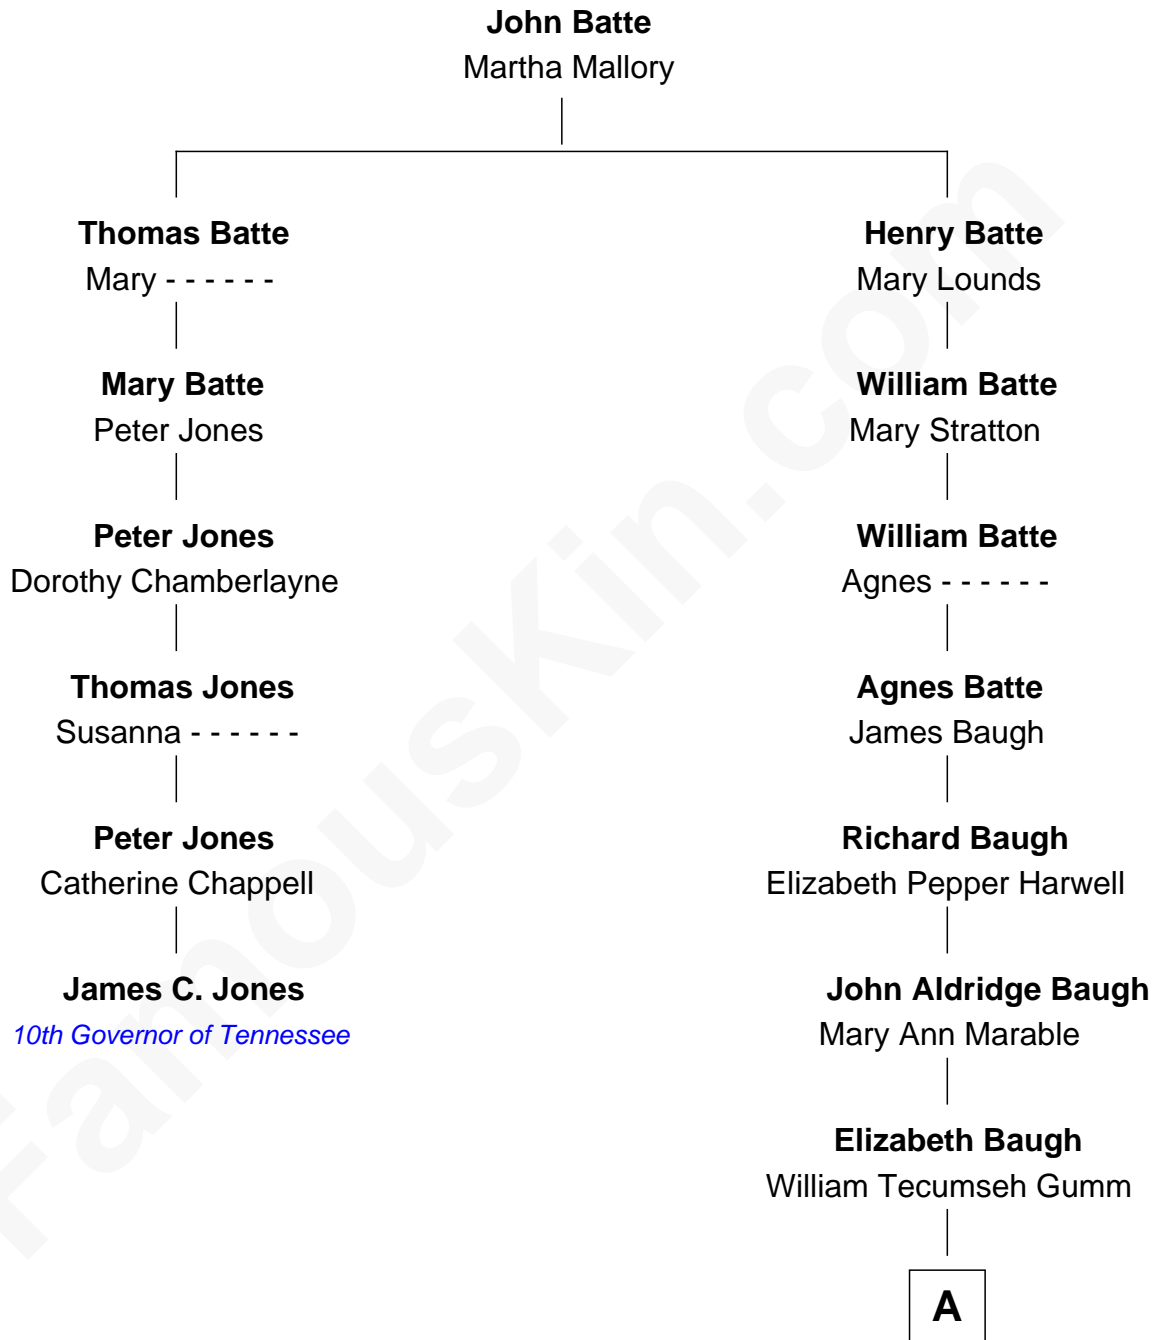 John Batte
Martha Mallory
Thomas Batte
Mary - - - - - -
Mary Batte
Peter Jones
Peter Jones
Dorothy Chamberlayne
Thomas Jones
Susanna - - - - - -
Peter Jones
Catherine Chappell
James C. Jones
10th Governor of Tennessee
Henry Batte
Mary Lounds
William Batte
Mary Stratton
William Batte
Agnes - - - - - -
Agnes Batte
James Baugh
Richard Baugh
Elizabeth Pepper Harwell
John Aldridge Baugh
Mary Ann Marable
Elizabeth Baugh
William Tecumseh Gumm
A
FamousKin.com